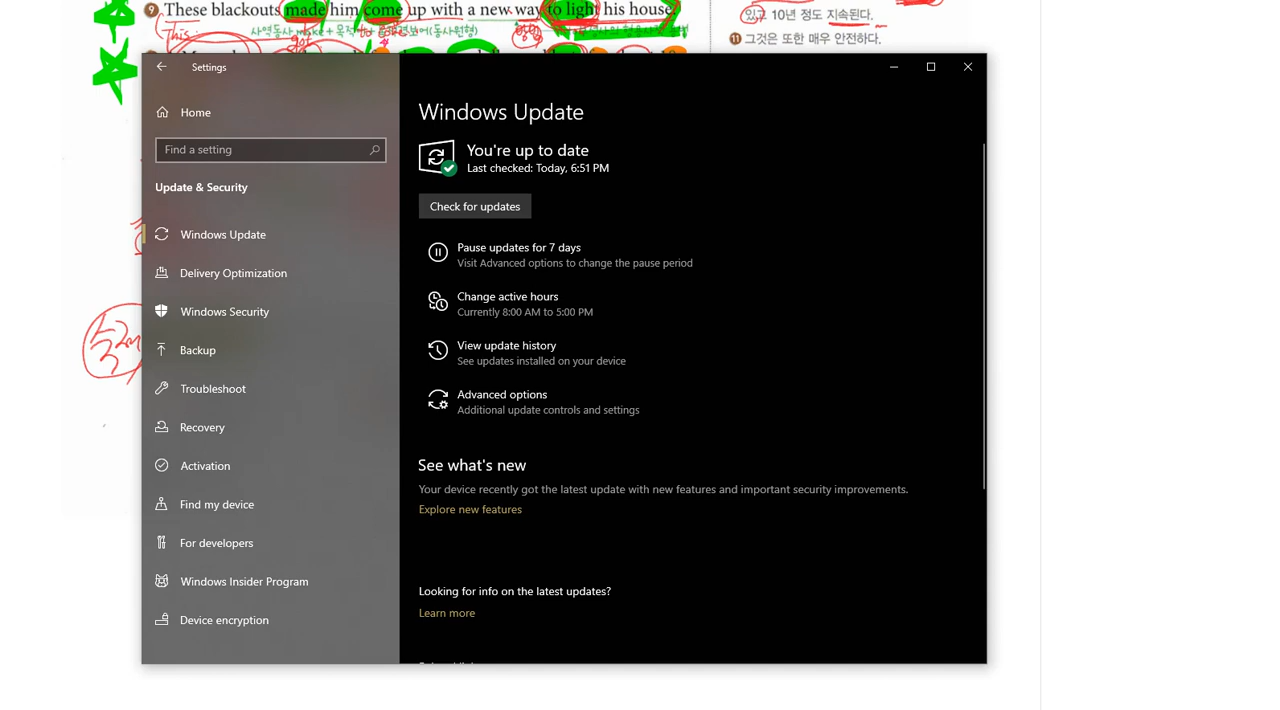 ⑨ These blackouts made him come up with a new way to light his house.
있고 10년 정도 지속된다.
This
⑪ 그것은 또한 매우 안전하다.
Settings
Home
Find a setting
Update & Security
Windows Update
Delivery Optimization
Windows Security
Backup
Troubleshoot
Recovery
Activation
Find my device
For developers
Windows Insider Program
Device encryption
Windows Update
You're up to date
Last checked: Today, 6:51 PM
Check for updates
Pause updates for 7 days
Visit Advanced options to change the pause period
Change active hours
Currently 8:00 AM to 5:00 PM
View update history
See updates installed on your device
Advanced options
Additional update controls and settings
See what's new
Your device recently got the latest update with new features and important security improvements.
Explore new features
Looking for info on the latest updates?
Learn more